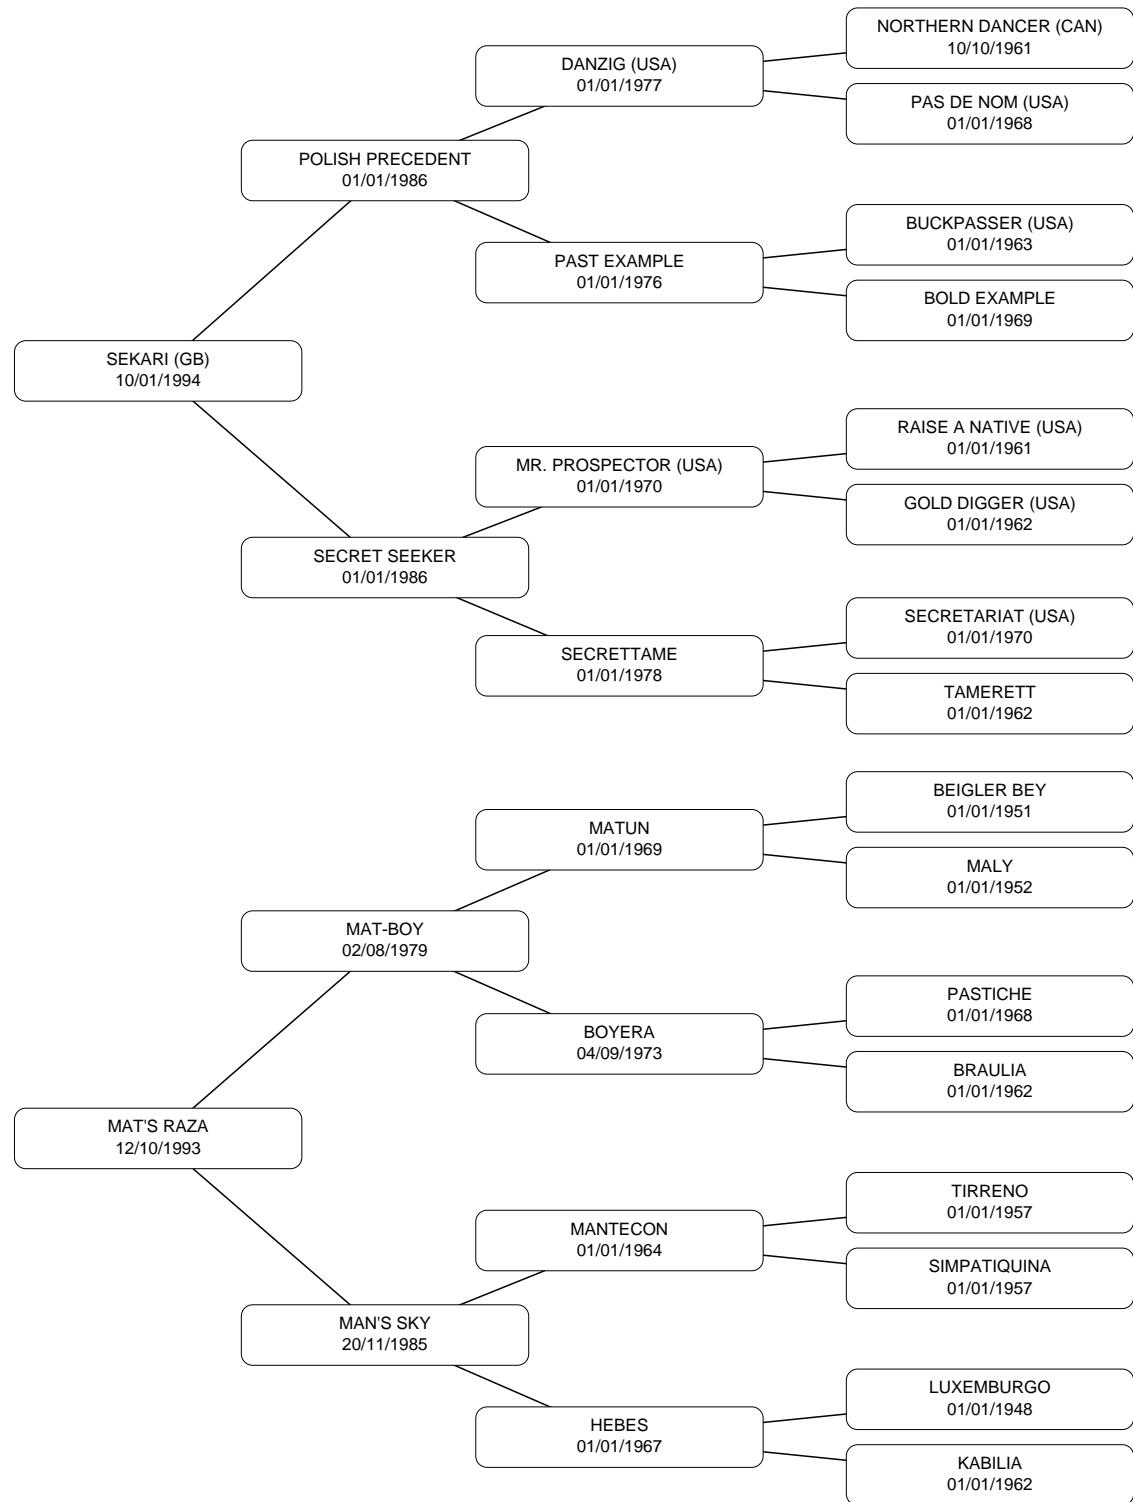 NORTHERN DANCER (CAN)
10/10/1961
DANZIG (USA)
01/01/1977
PAS DE NOM (USA)
01/01/1968
POLISH PRECEDENT
01/01/1986
BUCKPASSER (USA)
01/01/1963
PAST EXAMPLE
01/01/1976
BOLD EXAMPLE
01/01/1969
SEKARI (GB)
10/01/1994
RAISE A NATIVE (USA)
01/01/1961
MR. PROSPECTOR (USA)
01/01/1970
GOLD DIGGER (USA)
01/01/1962
SECRET SEEKER
01/01/1986
SECRETARIAT (USA)
01/01/1970
SECRETTAME
01/01/1978
TAMERETT
01/01/1962
BEIGLER BEY
01/01/1951
MATUN
01/01/1969
MALY
01/01/1952
MAT-BOY
02/08/1979
PASTICHE
01/01/1968
BOYERA
04/09/1973
BRAULIA
01/01/1962
MAT'S RAZA
12/10/1993
TIRRENO
01/01/1957
MANTECON
01/01/1964
SIMPATIQUINA
01/01/1957
MAN'S SKY
20/11/1985
LUXEMBURGO
01/01/1948
HEBES
01/01/1967
KABILIA
01/01/1962